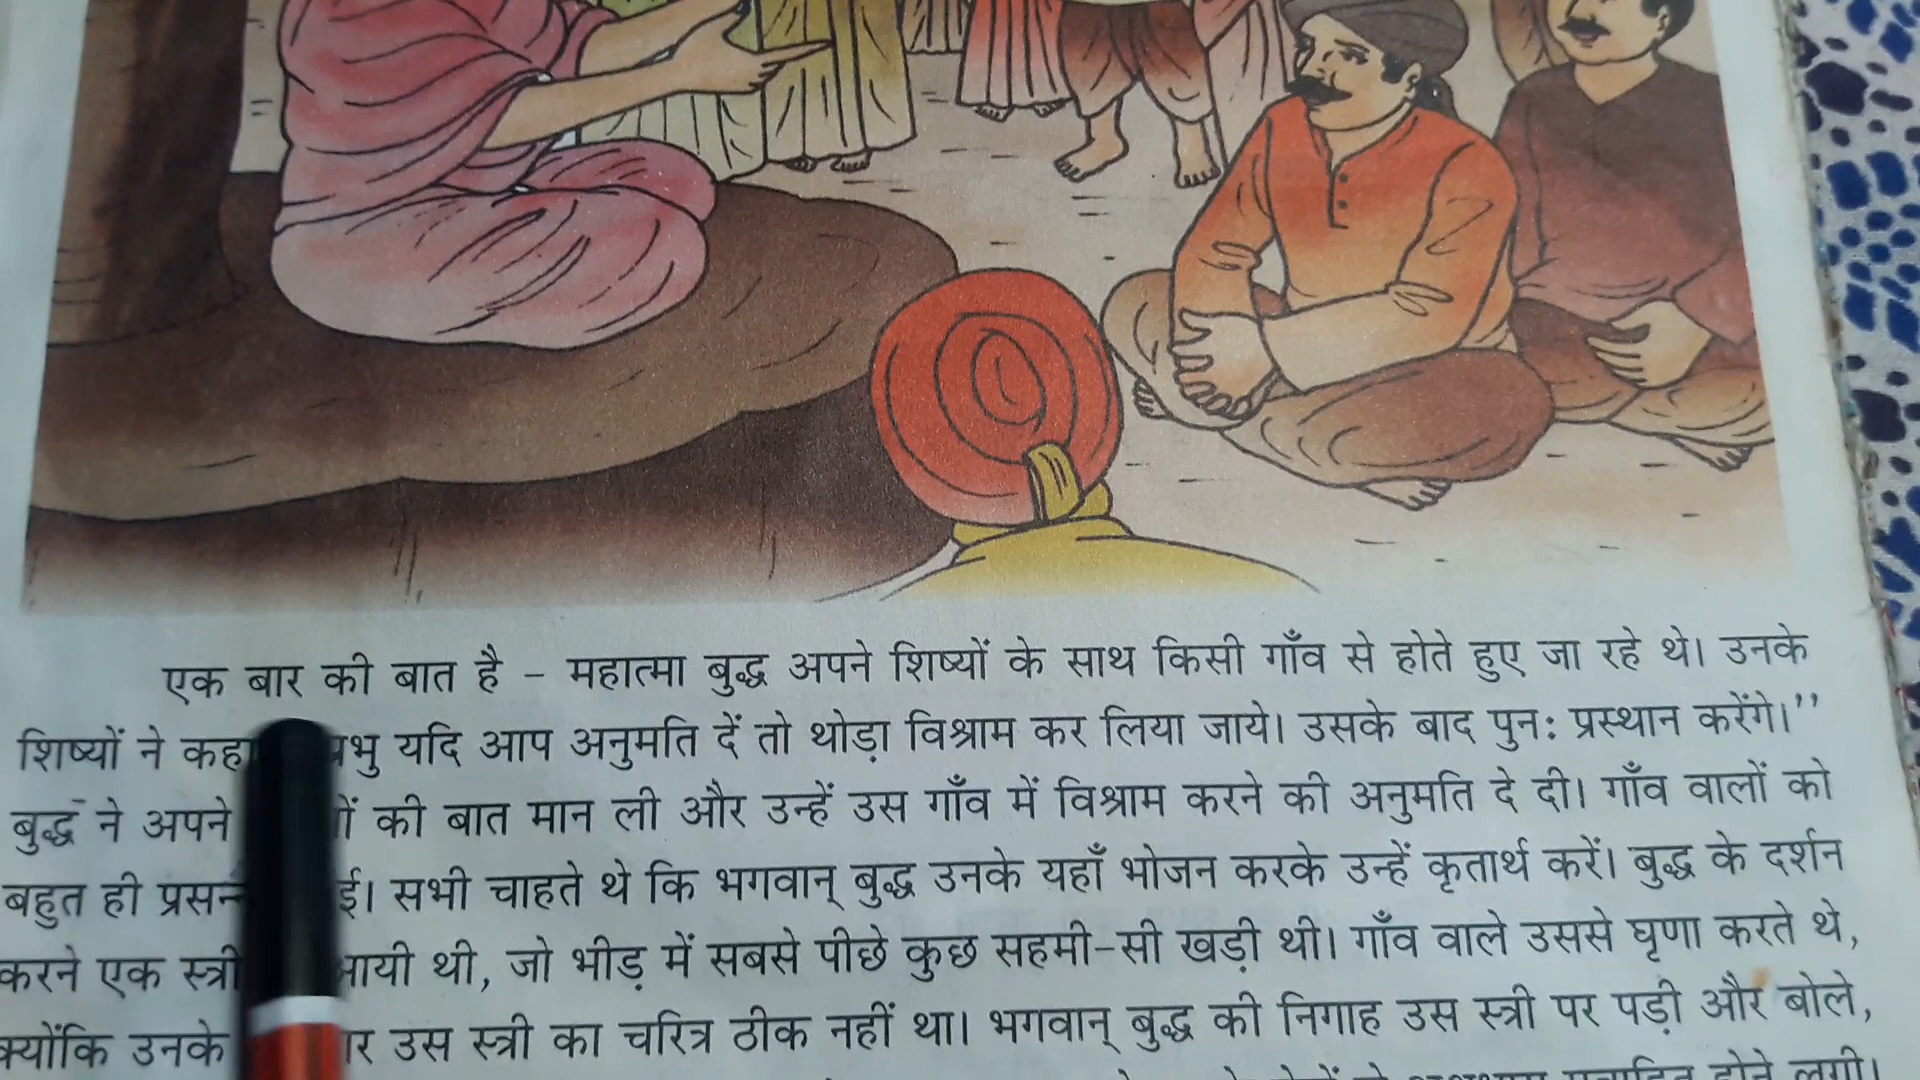 एक बार की बात है – महात्मा बुद्ध अपने शिष्यों के साथ किसी गाँव से होते हुए जा रहे थे। उनके
शिष्यों ने कहा यदि आप अनुमति दें तो थोड़ा विश्राम कर लिया जाये। उसके बाद पुनः प्रस्थान करेंगे।”
बुद्ध ने अपने की बात मान ली और उन्हें उस गाँव में विश्राम करने की अनुमति दे दी। गाँव वालों को
बहुत ही सभी चाहते थे कि भगवान् बुद्ध उनके यहाँ भोजन करके उन्हें कृतार्थ करें। बुद्ध के दर्शन
करने एक स्त्री थी, जो भीड़ में सबसे पीछे कुछ सहमी-सी खड़ी थी। गाँव वाले उससे घृणा करते थे,
क्योंकि उनके उस स्त्री का चरित्र ठीक नहीं था। भगवान् बुद्ध की निगाह उस स्त्री पर पड़ी और बोले,